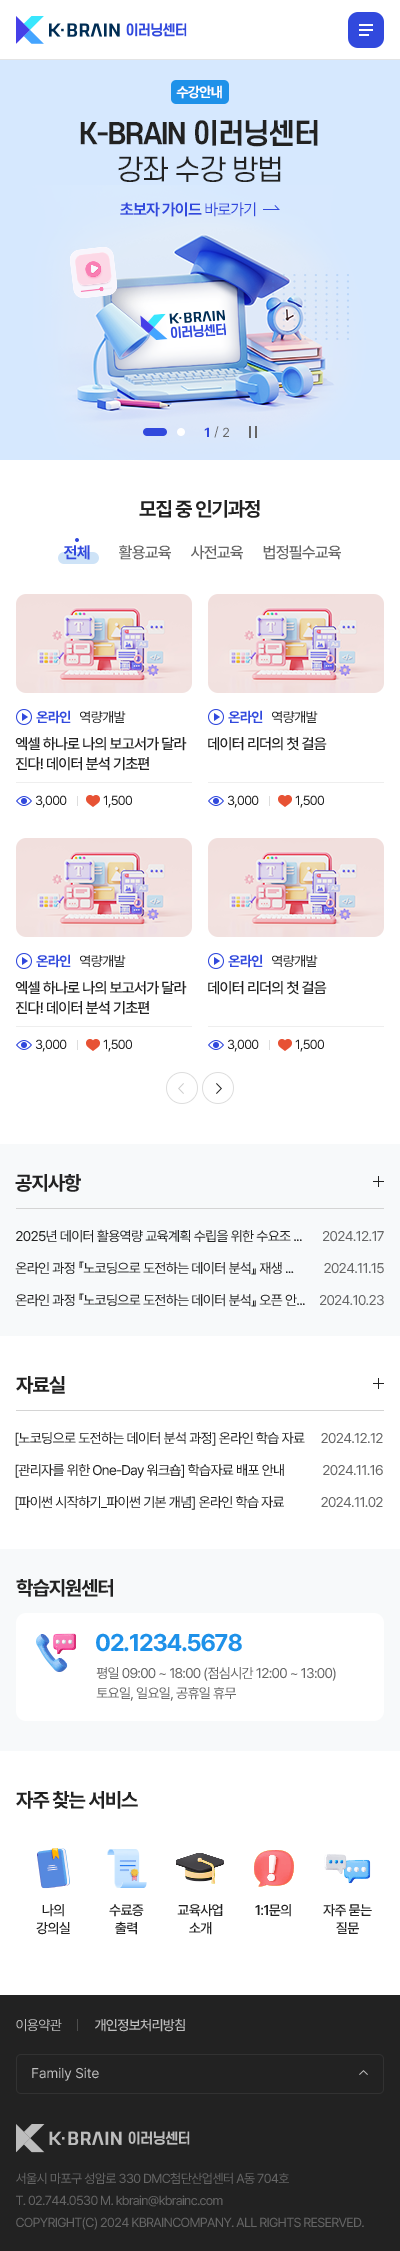 K·BRAIN 이러닝센터
수강안내
K-BRAIN 이러닝센터
강좌 수강 방법
초보자 가이드 바로가기
K·BRAIN
이러닝센터
1 / 2
모집 중 인기과정
전체 활용교육 사전교육 법정필수교육
온라인 역량개발
엑셀 하나로 나의 보고서가 달라
진다! 데이터 분석 기초편
3,000 1,500
온라인 역량개발
데이터 리더의 첫 걸음
3,000 1,500
온라인 역량개발
엑셀 하나로 나의 보고서가 달라
진다! 데이터 분석 기초편
3,000 1,500
온라인 역량개발
데이터 리더의 첫 걸음
3,000 1,500
공지사항
2025년 데이터 활용역량 교육계획 수립을 위한 수요조 ... 2024.12.17
온라인 과정 『노코딩으로 도전하는 데이터 분석』 재생 ... 2024.11.15
온라인 과정 『노코딩으로 도전하는 데이터 분석』 오픈 안... 2024.10.23
자료실
[노코딩으로 도전하는 데이터 분석 과정] 온라인 학습 자료 2024.12.12
[관리자를 위한 One-Day 워크숍] 학습자료 배포 안내 2024.11.16
[파이썬 시작하기_파이썬 기본 개념] 온라인 학습 자료 2024.11.02
학습지원센터
02.1234.5678
평일 09:00 ~ 18:00 (점심시간 12:00 ~ 13:00)
토요일, 일요일, 공휴일 휴무
자주 찾는 서비스
나의
강의실
수료증
출력
교육사업
소개
1:1문의
자주 묻는
질문
이용약관 개인정보처리방침
Family Site
K·BRAIN 이러닝센터
서울시 마포구 성암로 330 DMC첨단산업센터 A동 704호
T. 02.744.0530 M. kbrain@kbrainc.com
COPYRIGHT(C) 2024 KBRAINCOMPANY. ALL RIGHTS RESERVED.